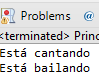 Problems @
<terminated> Princ
Está cantando
Está bailando